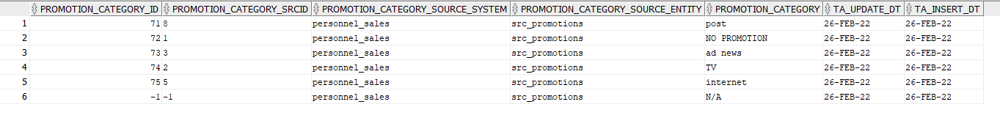 PROMOTION_CATEGORY_ID PROMOTION_CATEGORY_SRCID PROMOTION_CATEGORY_SOURCE_SYSTEM PROMOTION_CATEGORY_SOURCE_ENTITY PROMOTION_CATEGORY TA_UPDATE_DT TA_INSERT_DT
1 71 8 personnel_sales src_promotions post 26-FEB-22 26-FEB-22
2 72 1 personnel_sales src_promotions NO PROMOTION 26-FEB-22 26-FEB-22
3 73 3 personnel_sales src_promotions ad news 26-FEB-22 26-FEB-22
4 74 2 personnel_sales src_promotions TV 26-FEB-22 26-FEB-22
5 75 5 personnel_sales src_promotions internet 26-FEB-22 26-FEB-22
6 -1 -1 personnel_sales src_promotions N/A 26-FEB-22 26-FEB-22